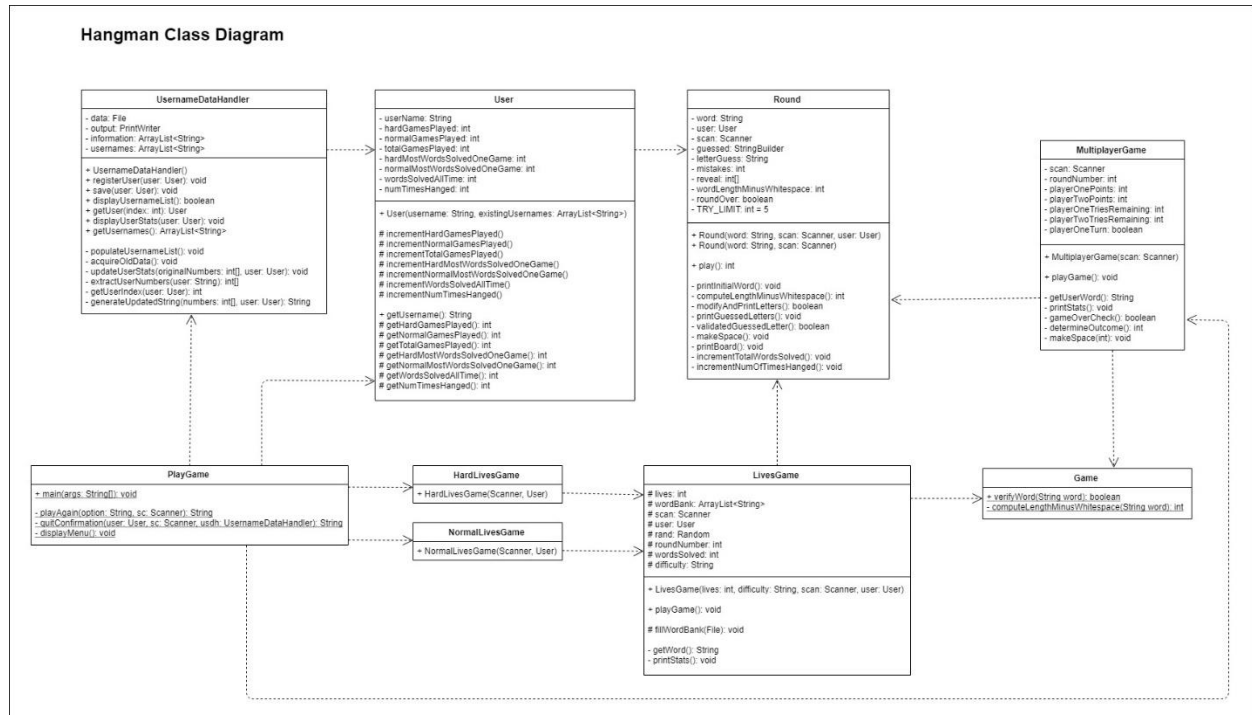 Hangman Class Diagram
UsernameDataHandler
- data: File
- output: PrintWriter
- information: ArrayList<String>
- usernames: ArrayList<String>
+ UsernameDataHandler()
+ registerUser(user: User): void
+ save(user: User): void
+ displayUsernameList(): boolean
+ getUser(index: int): User
+ displayUserStats(user: User): void
+ getUsernames(): ArrayList<String>
- populateUsernameList(): void
- acquireOldData(): void
- updateUserStats(originalNumbers: int[], user: User): void
- extractUserNumbers(user: String): int[]
- getUserIndex(user: User): int
- generateUpdatedString(numbers: int[], user: User): String
User
- userName: String
- hardGamesPlayed: int
- normalGamesPlayed: int
- totalGamesPlayed: int
- hardMostWordsSolvedOneGame: int
- normalMostWordsSolvedOneGame: int
- wordsSolvedAllTime: int
- numTimesHanged: int
+ User(username: String, existingUsernames: ArrayList<String>)
# incrementHardGamesPlayed()
# incrementNormalGamesPlayed()
# incrementTotalGamesPlayed()
# incrementHardMostWordsSolvedOneGame()
# incrementNormalMostWordsSolvedOneGame()
# incrementWordsSolvedAllTime()
# incrementNumTimesHanged()
+ getUsername(): String
# getHardGamesPlayed(): int
# getNormalGamesPlayed(): int
# getTotalGamesPlayed(): int
# getHardMostWordsSolvedOneGame(): int
# getNormalMostWordsSolvedOneGame(): int
# getWordsSolvedAllTime(): int
# getNumTimesHanged(): int
Round
- word: String
- user: User
- scan: Scanner
- guessed: StringBuilder
- letterGuess: String
- mistakes: int
- reveal: int[]
- wordLengthMinusWhitespace: int
- roundOver: boolean
- TRY_LIMIT: int = 5
+ Round(word: String, scan: Scanner, user: User)
+ Round(word: String, scan: Scanner)
+ play(): int
- printInitialWord(): void
- computeLengthMinusWhitespace(): int
- modifyAndPrintLetters(): boolean
- printGuessedLetters(): void
- validatedGuessedLetter(): boolean
- makeSpace(): void
- printBoard(): void
- incrementTotalWordsSolved(): void
- incrementNumOfTimesHanged(): void
MultiplayerGame
- scan: Scanner
- roundNumber: int
- playerOnePoints: int
- playerTwoPoints: int
- playerOneTriesRemaining: int
- playerTwoTriesRemaining: int
- playerOneTurn: boolean
+ MultiplayerGame(scan: Scanner)
+ playGame(): void
- getUserWord(): String
- printStats(): void
- gameOverCheck(): boolean
- determineOutcome(): int
- makeSpace(int): void
PlayGame
+ main(args: String[]): void
- playAgain(option: String, sc: Scanner): String
- quitConfirmation(user: User, sc: Scanner, usdh: UsernameDataHandler): String
- displayMenu(): void
HardLivesGame
+ HardLivesGame(Scanner, User)
NormalLivesGame
+ NormalLivesGame(Scanner, User)
LivesGame
# lives: int
# wordBank: ArrayList<String>
# scan: Scanner
# user: User
# rand: Random
# roundNumber: int
# wordsSolved: int
# difficulty: String
+ LivesGame(lives: int, difficulty: String, scan: Scanner, user: User)
+ playGame(): void
# fillWordBank(File): void
- getWord(): String
- printStats(): void
Game
+ verifyWord(String word): boolean
- computeLengthMinusWhitespace(String word): int